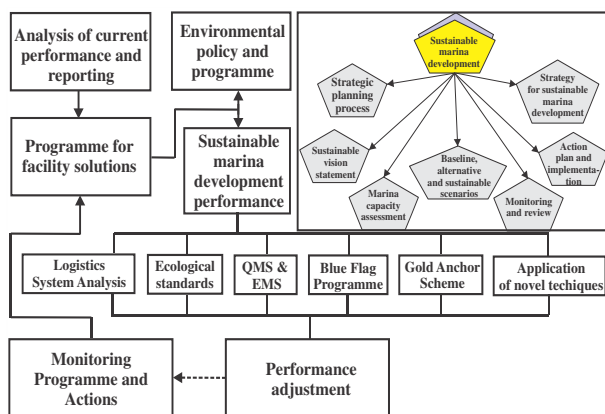 Analysis of current
performance and
reporting
Environmental
policy and
programme
Programme for
facility solutions
Sustainable
marina
development
performance
Sustainable
marina
development
Strategic
planning
process
Strategy
for sustainable
marina
development
Sustainable
vision
statement
Baseline,
alternative
and sustainable
scenarios
Action
plan and
implementa-
tion
Marina
capacity
assessment
Monitoring
and review
Logistics
System Analysis
Ecological
standards
QMS &
EMS
Blue Flag
Programme
Gold Anchor
Scheme
Application
of novel techiques
Monitoring
Programme and
Actions
Performance
adjustment